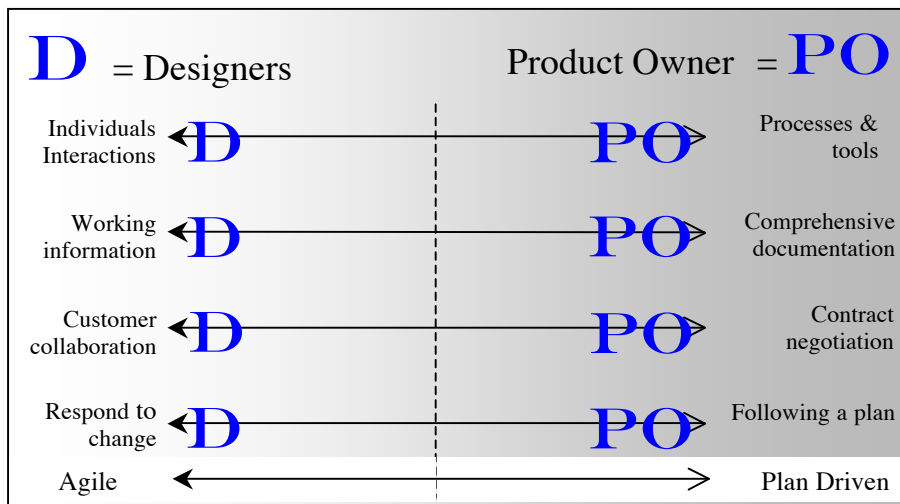 D = Designers
Product Owner = PO
Individuals
Interactions
D
PO
Processes &
tools
Working
information
D
PO
Comprehensive
documentation
Customer
collaboration
D
PO
Contract
negotiation
Respond to
change
D
PO
Following a plan
Agile
Plan Driven